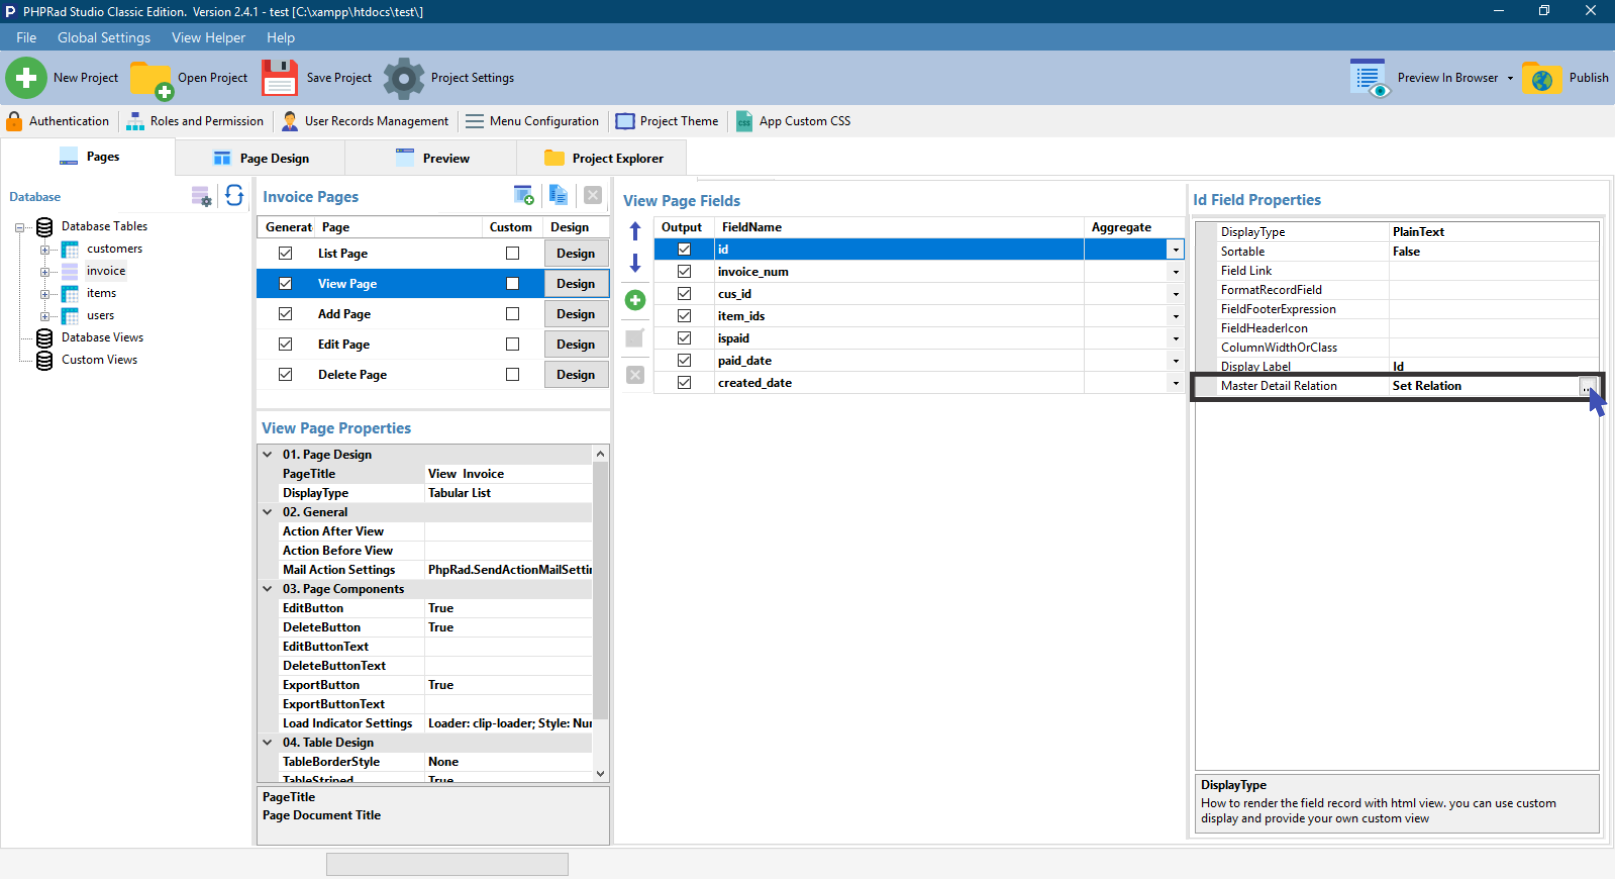 PHPRad Studio Classic Edition. Version 2.4.1 - test [C:\xampp\htdocs\test\]
File Global Settings View Helper Help
New Project Open Project Save Project Project Settings Preview In Browser Publish
Authentication Roles and Permission User Records Management Menu Configuration Project Theme App Custom CSS
Pages Page Design Preview Project Explorer
Database
Database Tables
customers
invoice
items
users
Database Views
Custom Views
Invoice Pages
Generat Page Custom Design
List Page Design
View Page Design
Add Page Design
Edit Page Design
Delete Page Design
View Page Properties
01. Page Design
PageTitle View Invoice
DisplayType Tabular List
02. General
Action After View
Action Before View
Mail Action Settings PhpRad.SendActionMailSettin
03. Page Components
EditButton True
DeleteButton True
EditButtonText
DeleteButtonText
ExportButton True
ExportButtonText
Load Indicator Settings Loader: clip-loader; Style: Nur
04. Table Design
TableBorderStyle None
TableStriped True
PageTitle
Page Document Title
View Page Fields
Output FieldName Aggregate
id
invoice_num
cus_id
item_ids
ispaid
paid_date
created_date
Id Field Properties
DisplayType PlainText
Sortable False
Field Link
FormatRecordField
FieldFooterExpression
FieldHeaderIcon
ColumnWidthOrClass
Display Label Id
Master Detail Relation Set Relation ...
DisplayType
How to render the field record with html view. you can use custom
display and provide your own custom view